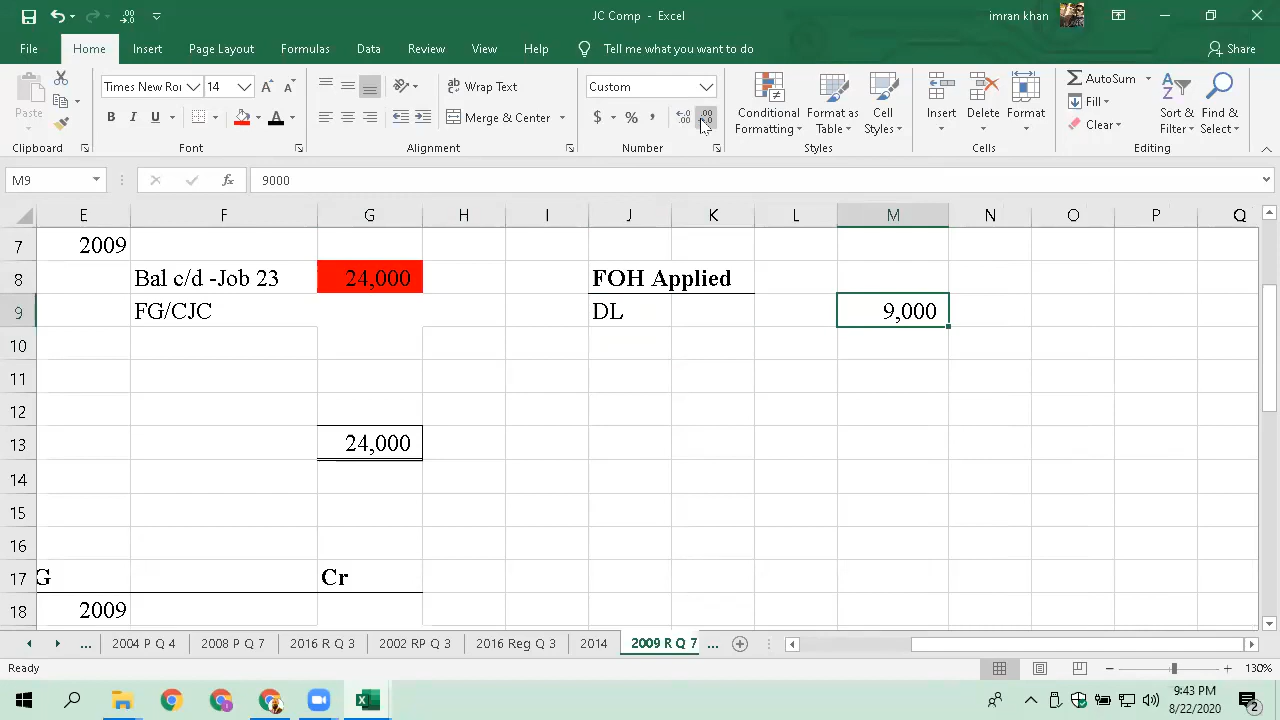 JC Comp - Excel
imran khan
File Home Insert Page Layout Formulas Data Review View Help Tell me what you want to do Share
Paste
Times New Ro 14
Wrap Text
Custom
B I U
Merge & Center
$ % ,
Conditional Formatting
Format as Table
Cell Styles
Insert Delete Format
AutoSum
Fill
Clear
Sort & Filter
Find & Select
Clipboard Font Alignment Number Styles Cells Editing
M9 fx 9000
E F G H I J K L M N O P Q
7 2009
8 Bal c/d -Job 23 24,000 FOH Applied
9 FG/CJC DL 9,000
10
11
12
13 24,000
14
15
16
17 G Cr
18 2009
... 2004 P Q 4 2008 P Q 7 2016 R Q 3 2002 RP Q 3 2016 Reg Q 3 2014 2009 R Q 7 ...
Ready 130%
9:43 PM
8/22/2020
2